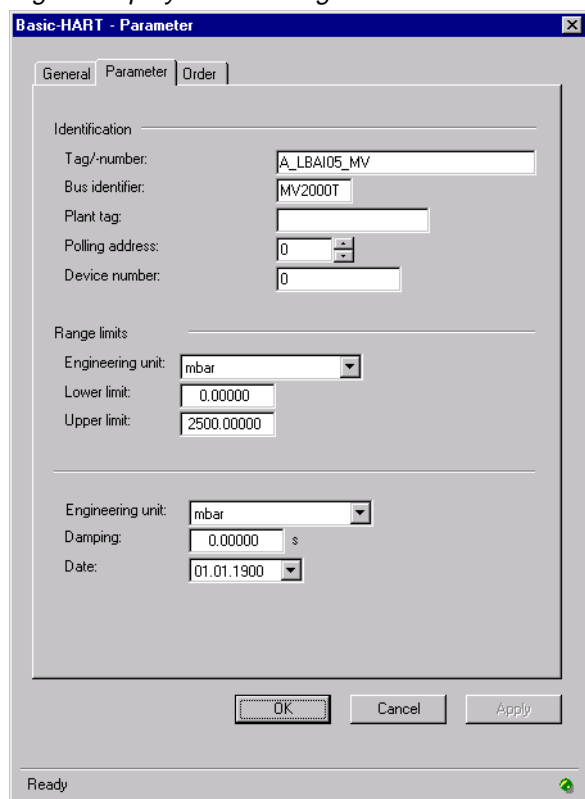 Basic-HART - Parameter
General Parameter Order
Identification
Tag/-number: A_LBAI05_MV
Bus identifier: MV2000T
Plant tag:
Polling address: 0
Device number: 0
Range limits
Engineering unit: mbar
Lower limit: 0.00000
Upper limit: 2500.00000
Engineering unit: mbar
Damping: 0.00000 s
Date: 01.01.1900
OK Cancel Apply
Ready